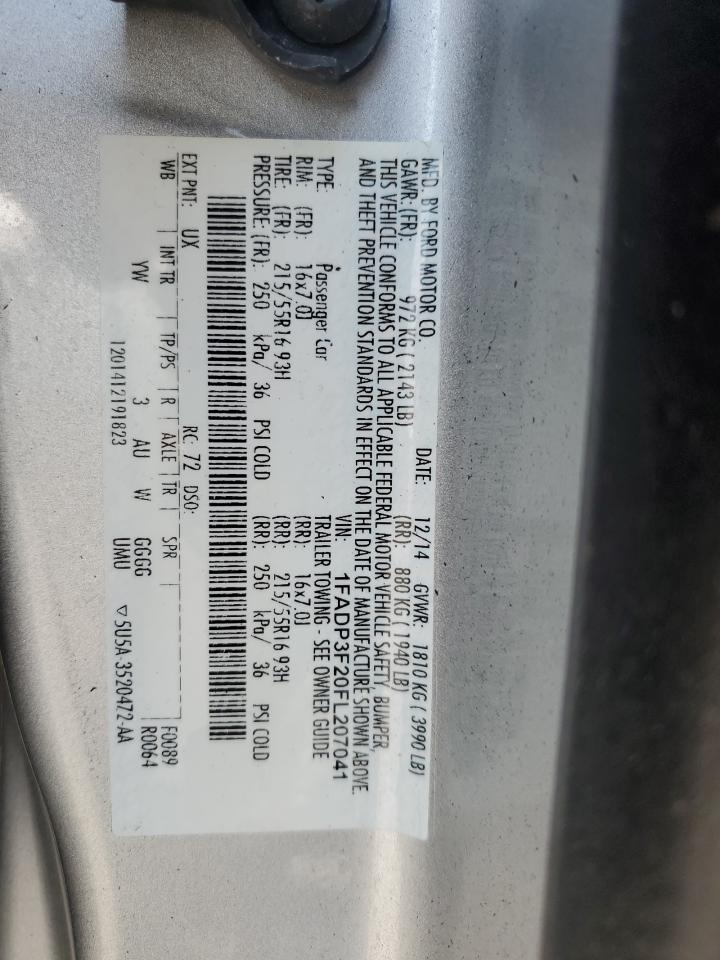 MFD. BY FORD MOTOR CO. DATE: 12/14 GVWR: 1810 KG ( 3990 LB)
GAWR: (FR): 972 KG ( 2143 LB) (RR): 880 KG ( 1940 LB)
THIS VEHICLE CONFORMS TO ALL APPLICABLE FEDERAL MOTOR VEHICLE SAFETY, BUMPER,
AND THEFT PREVENTION STANDARDS IN EFFECT ON THE DATE OF MANUFACTURE SHOWN ABOVE.
VIN: 1FADP3F20FL207041
TYPE: Passenger Car TRAILER TOWING - SEE OWNER GUIDE
RIM: (FR): 16x7.0J (RR): 16x7.0J
TIRE: (FR): 215/55R16 93H (RR): 215/55R16 93H
PRESSURE: (FR): 250 kPa/ 36 PSI COLD (RR): 250 kPa/ 36 PSI COLD
EXT PNT: UX RC: 72 DSO: F0089
WB INT TR TP/PS R AXLE TR SPR R0064
YW 3 AU W GGGG
UMU
1201412191823 ▽5U5A-3520472-AA